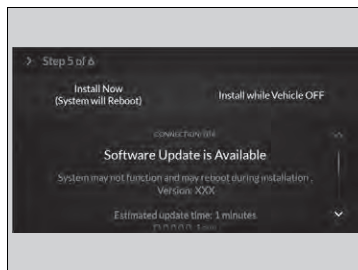 Step 5 of 6
Install Now
(System will Reboot)
Install while Vehicle OFF
Software Update is Available
System may not function and may reboot during installation.
Version: XXX
Estimated update time: 1 minutes